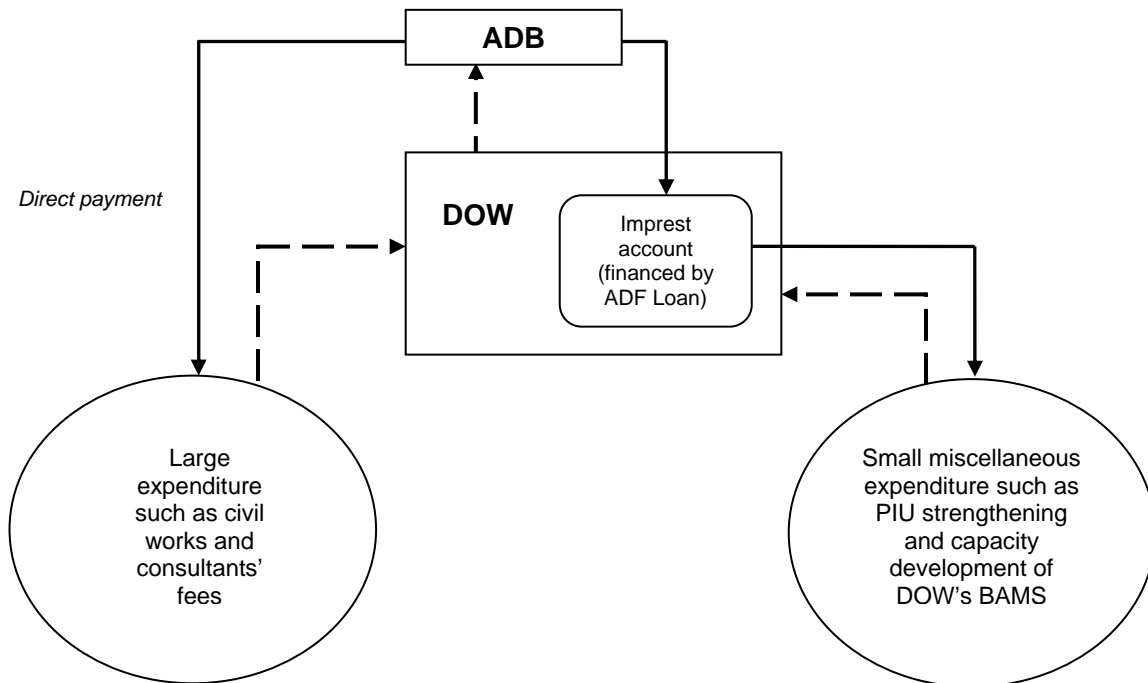 ADB
Direct payment
DOW
Imprest
account
(financed by
ADF Loan)
Large
expenditure
such as civil
works and
consultants’
fees
Small miscellaneous
expenditure such as
PIU strengthening
and capacity
development of
DOW’s BAMS